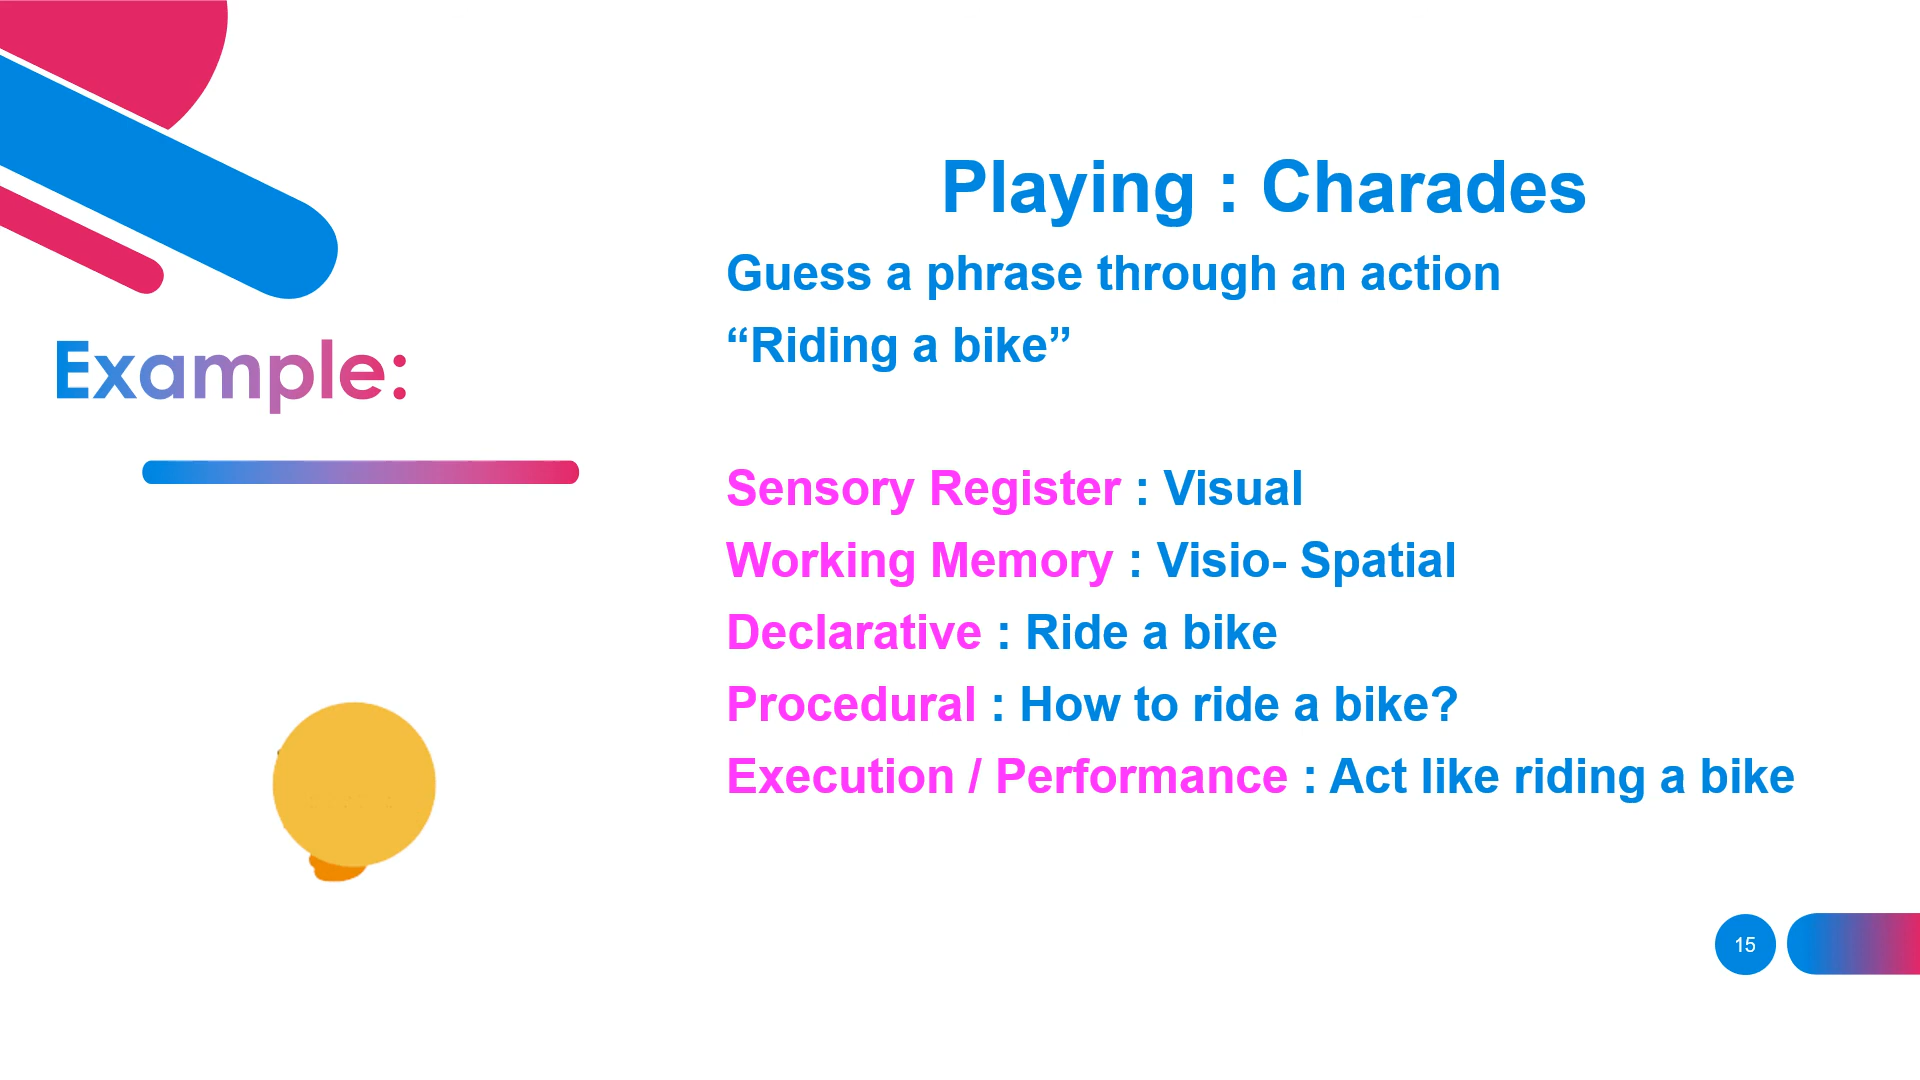 Example:
Playing : Charades
Guess a phrase through an action
“Riding a bike”
Sensory Register : Visual
Working Memory : Visio- Spatial
Declarative : Ride a bike
Procedural : How to ride a bike?
Execution / Performance : Act like riding a bike
15